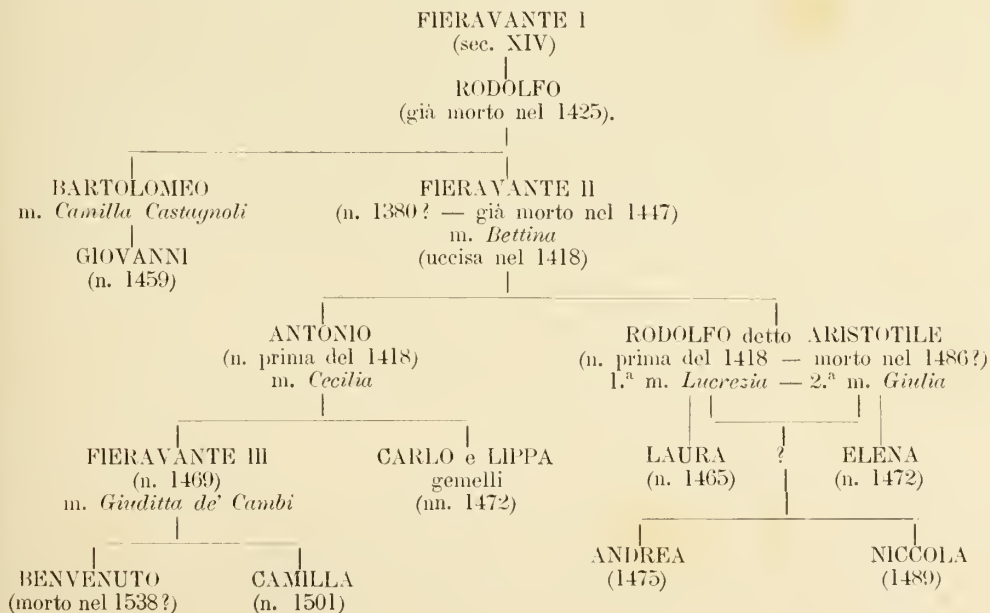 FIERAVANTE I
(sec. XIV)
RODOLFO
(già morto nel 1425).
BARTOLOMEO
m. Camilla Castagnoli
GIOVANNI
(n. 1459)
FIERAVANTE II
(n. 1380? — già morto nel 1447)
m. Bettina
(uccisa nel 1418)
ANTONIO
(n. prima del 1418)
m. Cecilia
RODOLFO detto ARISTOTILE
(n. prima del 1418 — morto nel 1486?)
1.ª m. Lucrezia — 2.ª m. Giulia
FIERAVANTE III
(n. 1469)
m. Giuditta de' Cambi
CARLO e LIPPA
gemelli
(nn. 1472)
LAURA
(n. 1465)
?
ELENA
(n. 1472)
BENVENUTO
(morto nel 1538?)
CAMILLA
(n. 1501)
ANDREA
(1475)
NICCOLA
(1489)